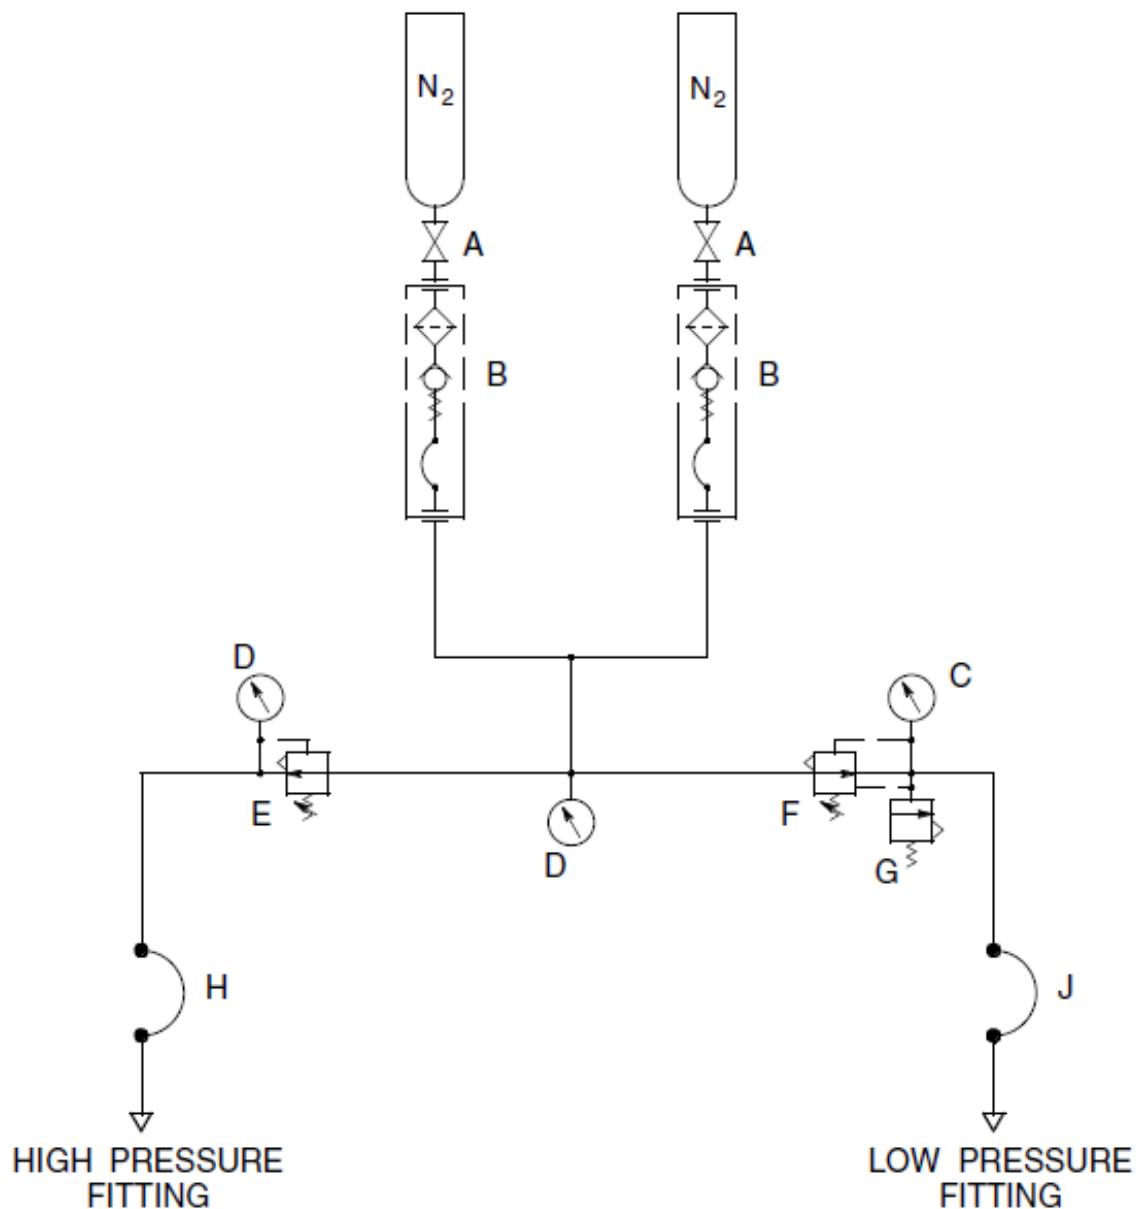 N2
N2
A
A
B
B
D
C
E
D
F
G
H
J
HIGH PRESSURE
FITTING
LOW PRESSURE
FITTING